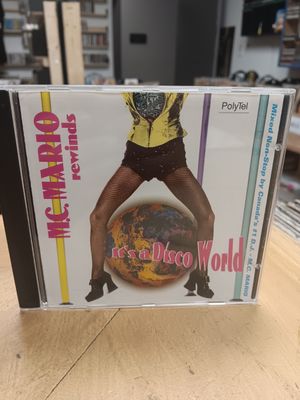 M.C. MARIO
rewinds
PolyTel
it's a Disco World
Mixed Non-Stop by Canada's #1 D.J. - M.C. MARIO